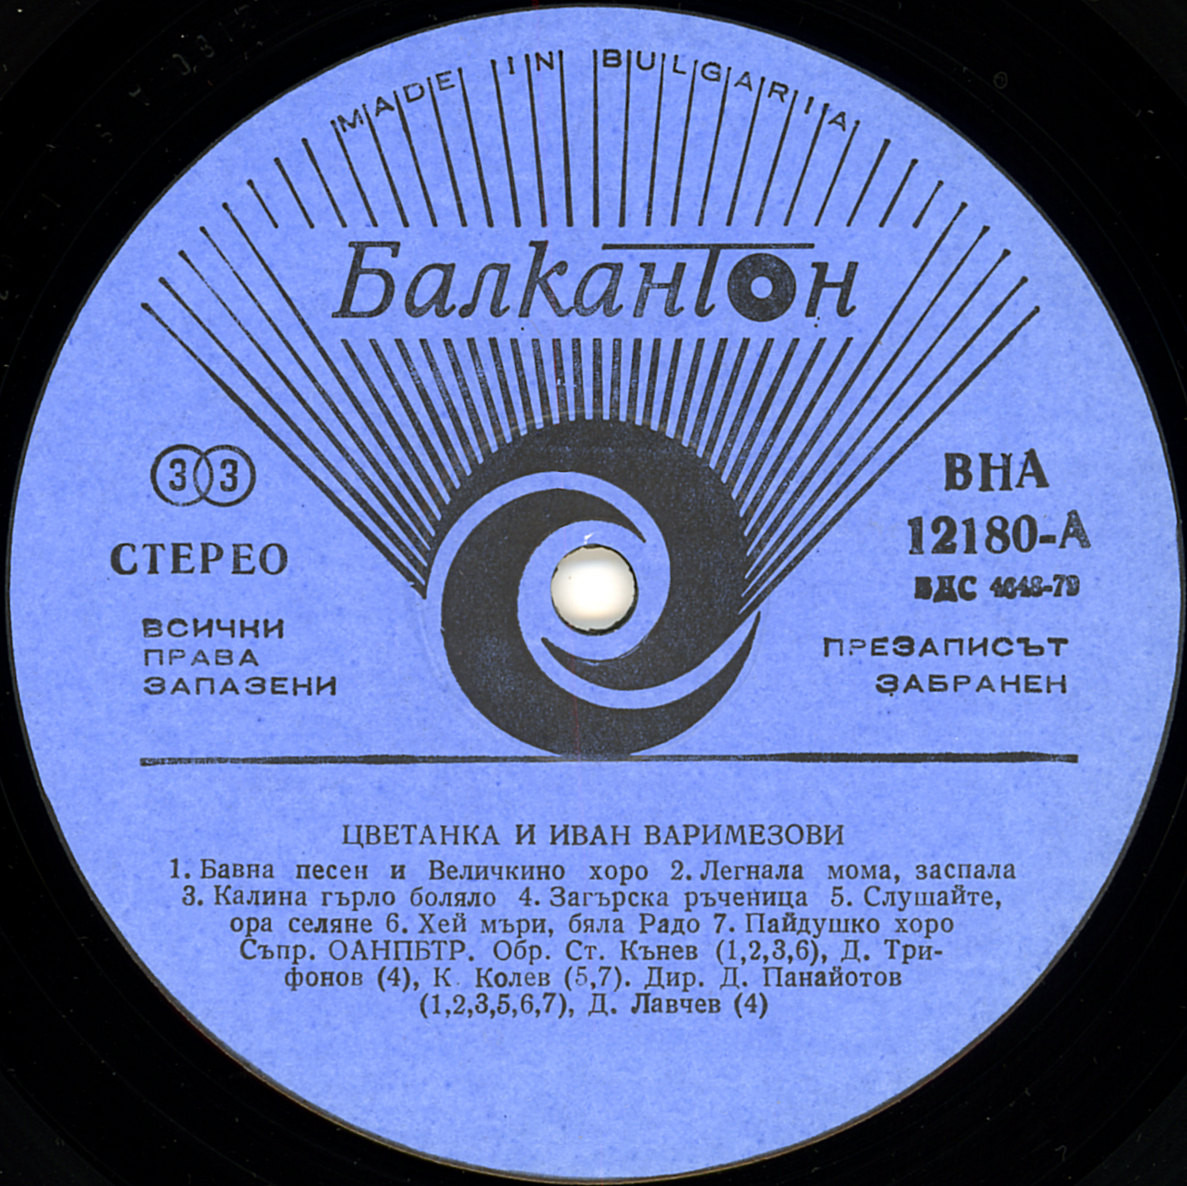 MADE IN BULGARIA
Балкантон
33
СТЕРЕО
ВСИЧКИ
ПРАВА
ЗАПАЗЕНИ
ВНА
12180-А
БДС 4648-79
ПРЕЗАПИСЪТ
ЗАБРАНЕН
ЦВЕТАНКА И ИВАН ВАРИМЕЗОВИ
1. Бавна песен и Величкино хоро 2. Легнала мома, заспала
3. Калина гърло боляло 4. Загърска ръченица 5. Слушайте,
ора селяне 6. Хей мъри, бяла Радо 7. Пайдушко хоро
Съпр. ОАНПБТР. Обр. Ст. Кънев (1,2,3,6), Д. Три-
фонов (4), К. Колев (5,7). Дир. Д. Панайотов
(1,2,3,5,6,7), Д. Лавчев (4)